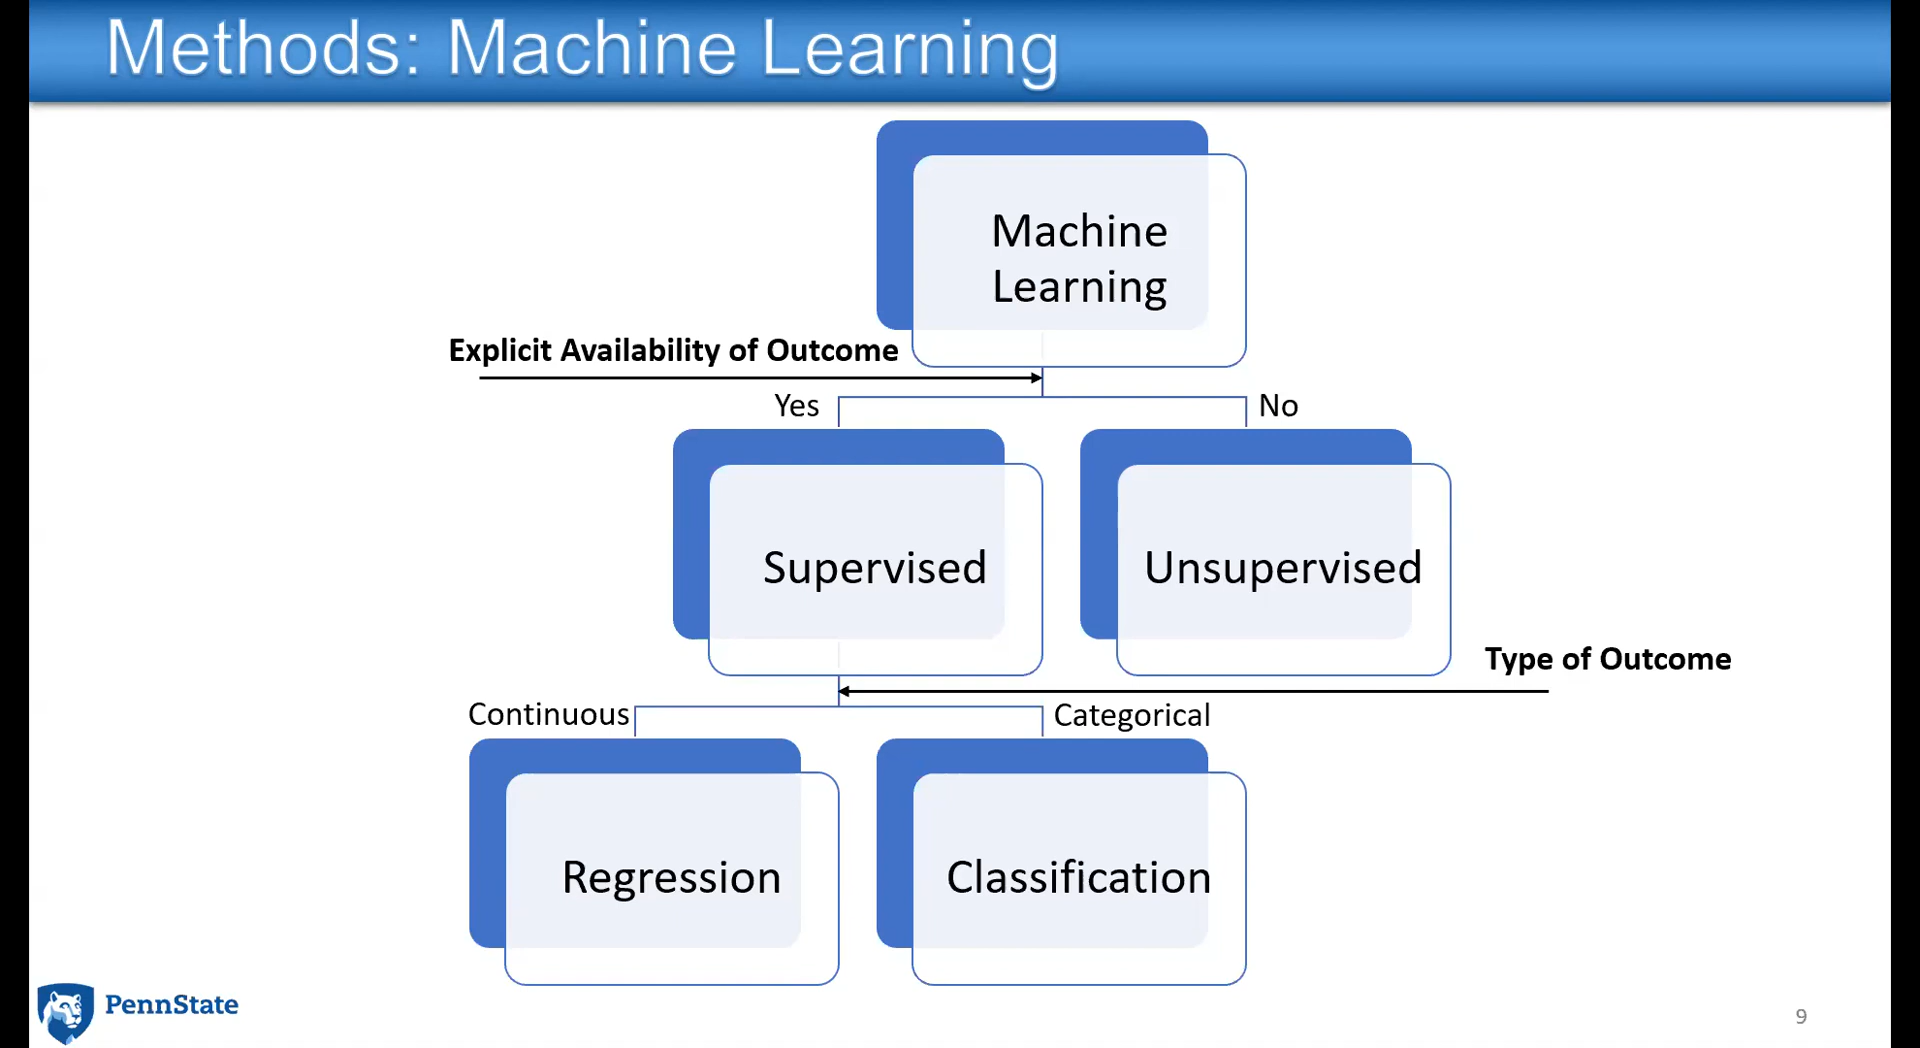 Methods: Machine Learning
Machine
Learning
Explicit Availability of Outcome
Yes
No
Supervised
Unsupervised
Type of Outcome
Continuous
Categorical
Regression
Classification
PennState
9